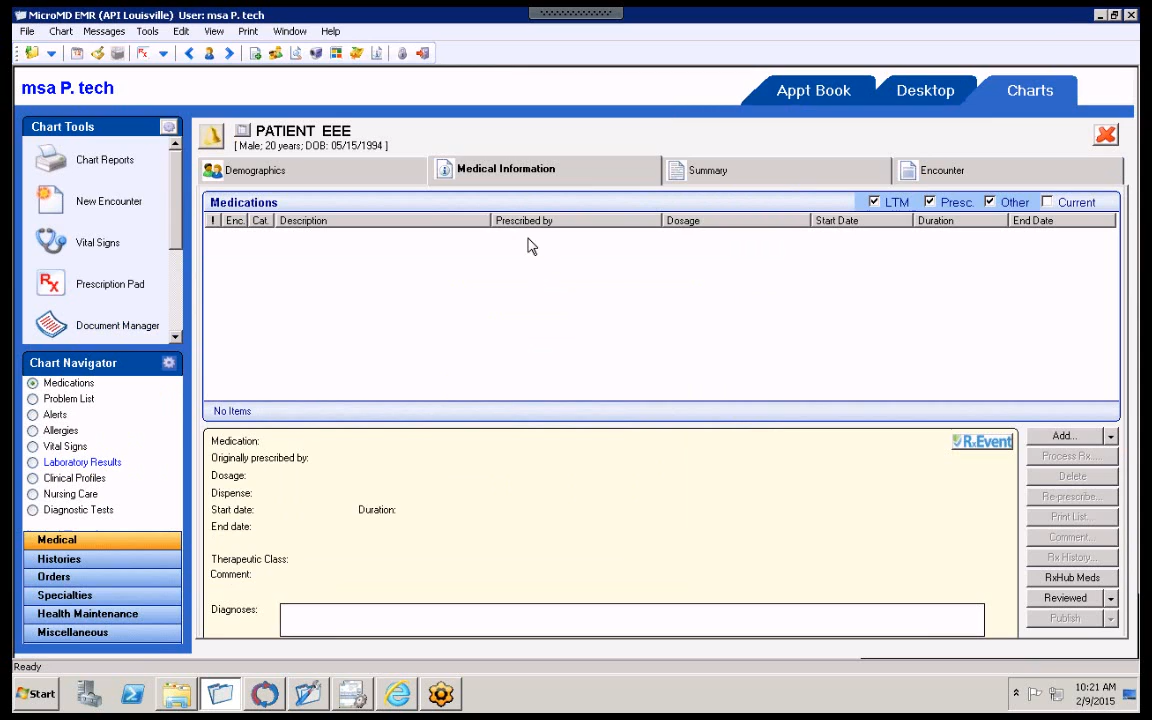 MicroMD EMR (API Louisville) User: msa P. tech
File Chart Messages Tools Edit View Print Window Help
msa P. tech
Appt Book Desktop Charts
Chart Tools
Chart Reports
New Encounter
Vital Signs
Prescription Pad
Document Manager
Chart Navigator
Medications
Problem List
Alerts
Allergies
Vital Signs
Laboratory Results
Clinical Profiles
Nursing Care
Diagnostic Tests
Medical
Histories
Orders
Specialties
Health Maintenance
Miscellaneous
PATIENT EEE
[ Male; 20 years; DOB: 05/15/1994 ]
Demographics Medical Information Summary Encounter
Medications LTM Presc. Other Current
! Enc. Cat. Description Prescribed by Dosage Start Date Duration End Date
No Items
Medication:
RxEvent
Originally prescribed by:
Dosage:
Dispense:
Start date: Duration:
End date:
Therapeutic Class:
Comment:
Diagnoses:
Add...
Process Rx....
Delete
Re-prescribe...
Print List...
Comment...
Rx History...
RxHub Meds
Reviewed
Publish
Ready
Start
10:21 AM
2/9/2015